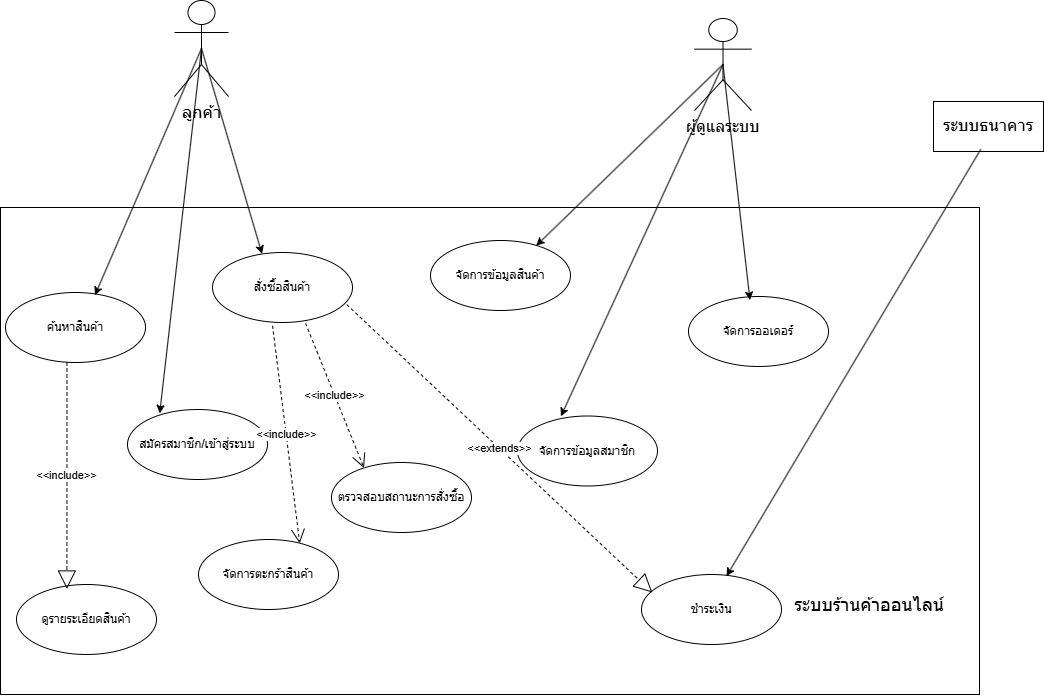 ลูกค้า
ผู้ดูแลระบบ
ระบบธนาคาร
จัดการข้อมูลสินค้า
สั่งซื้อสินค้า
ค้นหาสินค้า
จัดการออเดอร์
<<include>>
<<include>>
สมัครสมาชิก/เข้าสู่ระบบ
<<extends>>
จัดการข้อมูลสมาชิก
<<include>>
ตรวจสอบสถานะการสั่งซื้อ
จัดการตะกร้าสินค้า
ดูรายระเอียดสินค้า
ชำระเงิน
ระบบร้านค้าออนไลน์